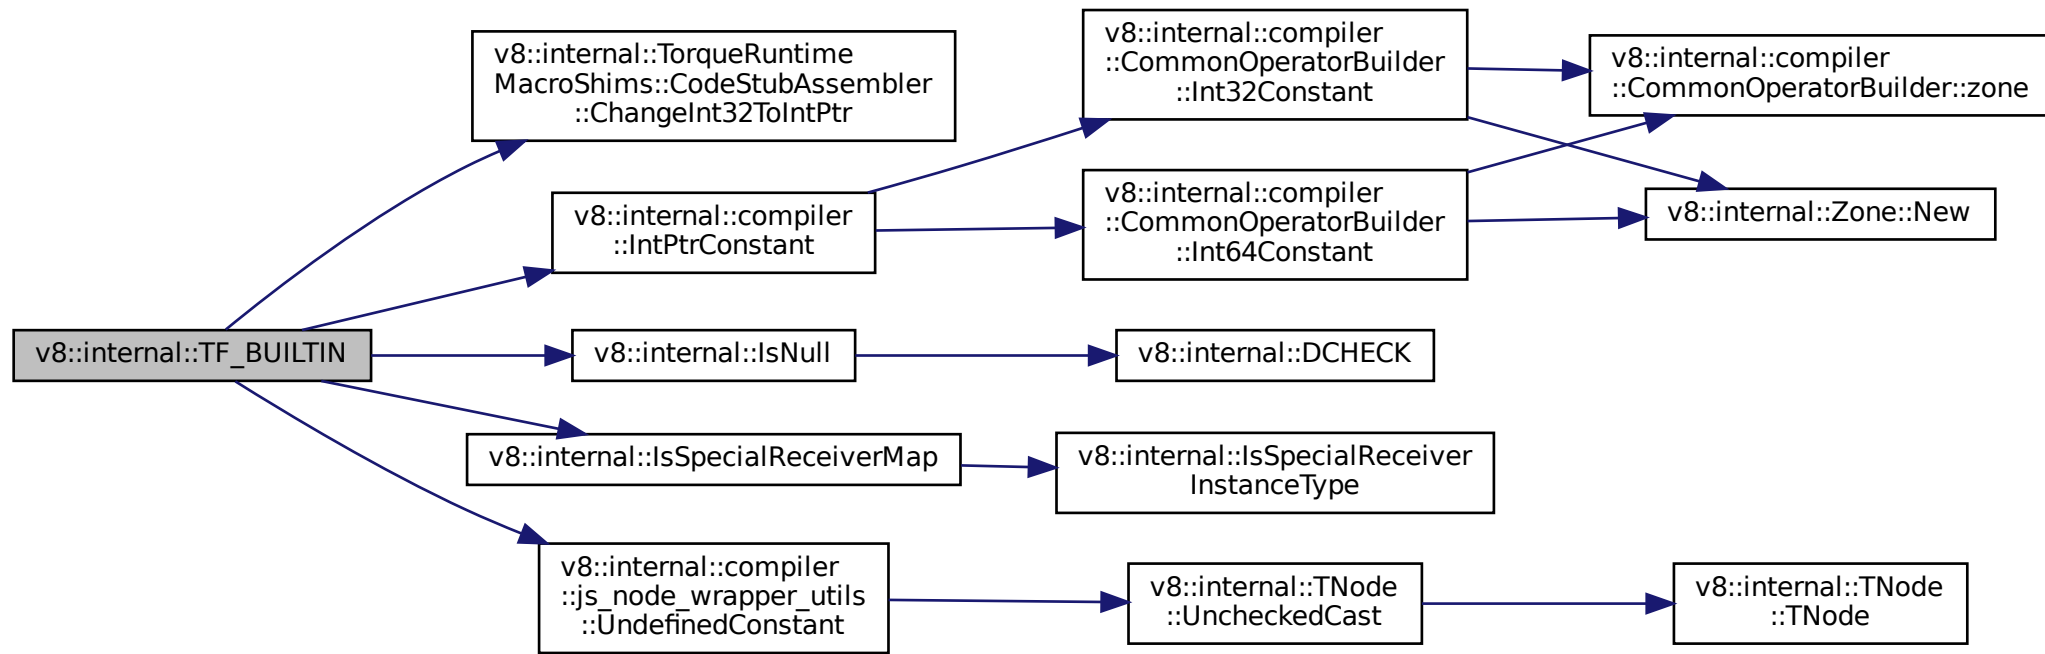 v8::internal::TF_BUILTIN
v8::internal::TorqueRuntime
MacroShims::CodeStubAssembler
::ChangeInt32ToIntPtr
v8::internal::compiler
::IntPtrConstant
v8::internal::compiler
::CommonOperatorBuilder
::Int32Constant
v8::internal::compiler
::CommonOperatorBuilder::zone
v8::internal::Zone::New
v8::internal::compiler
::CommonOperatorBuilder
::Int64Constant
v8::internal::IsNull
v8::internal::DCHECK
v8::internal::IsSpecialReceiverMap
v8::internal::IsSpecialReceiver
InstanceType
v8::internal::compiler
::js_node_wrapper_utils
::UndefinedConstant
v8::internal::TNode
::UncheckedCast
v8::internal::TNode
::TNode